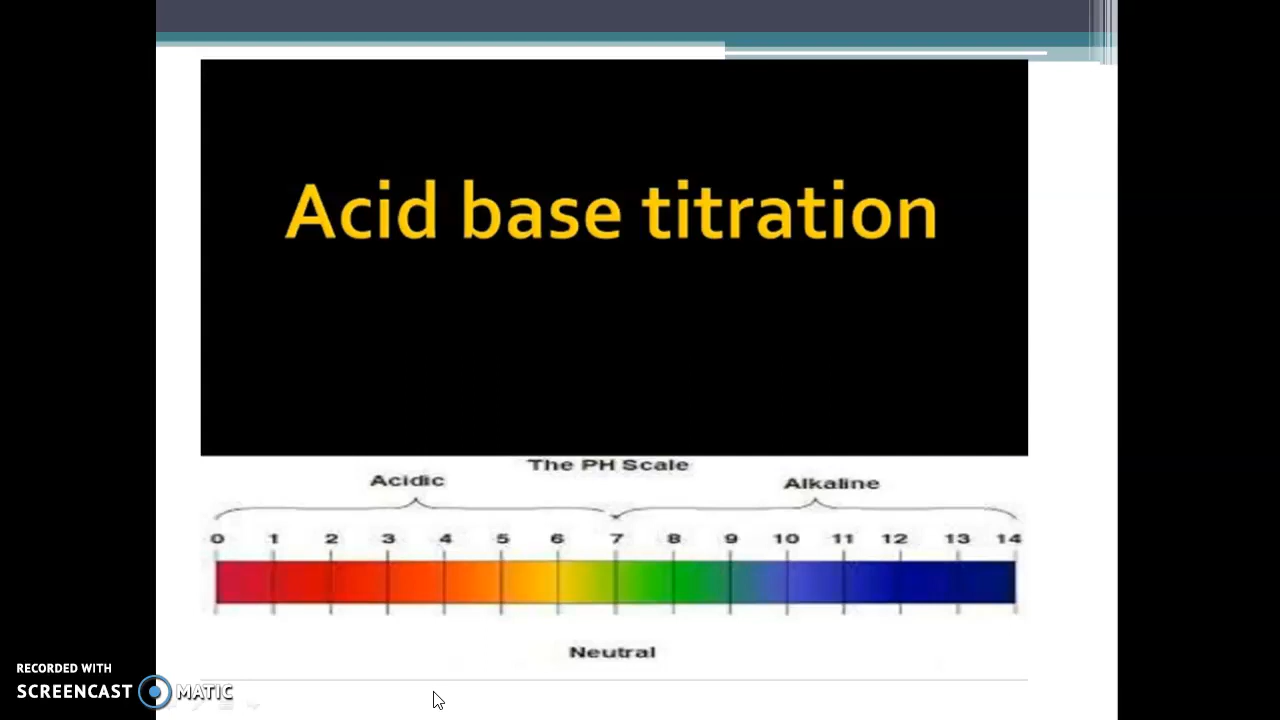 Acid base titration
The PH Scale
Acidic Alkaline
0 1 2 3 4 5 6 7 8 9 10 11 12 13 14
Neutral
RECORDED WITH
SCREENCAST MATIC